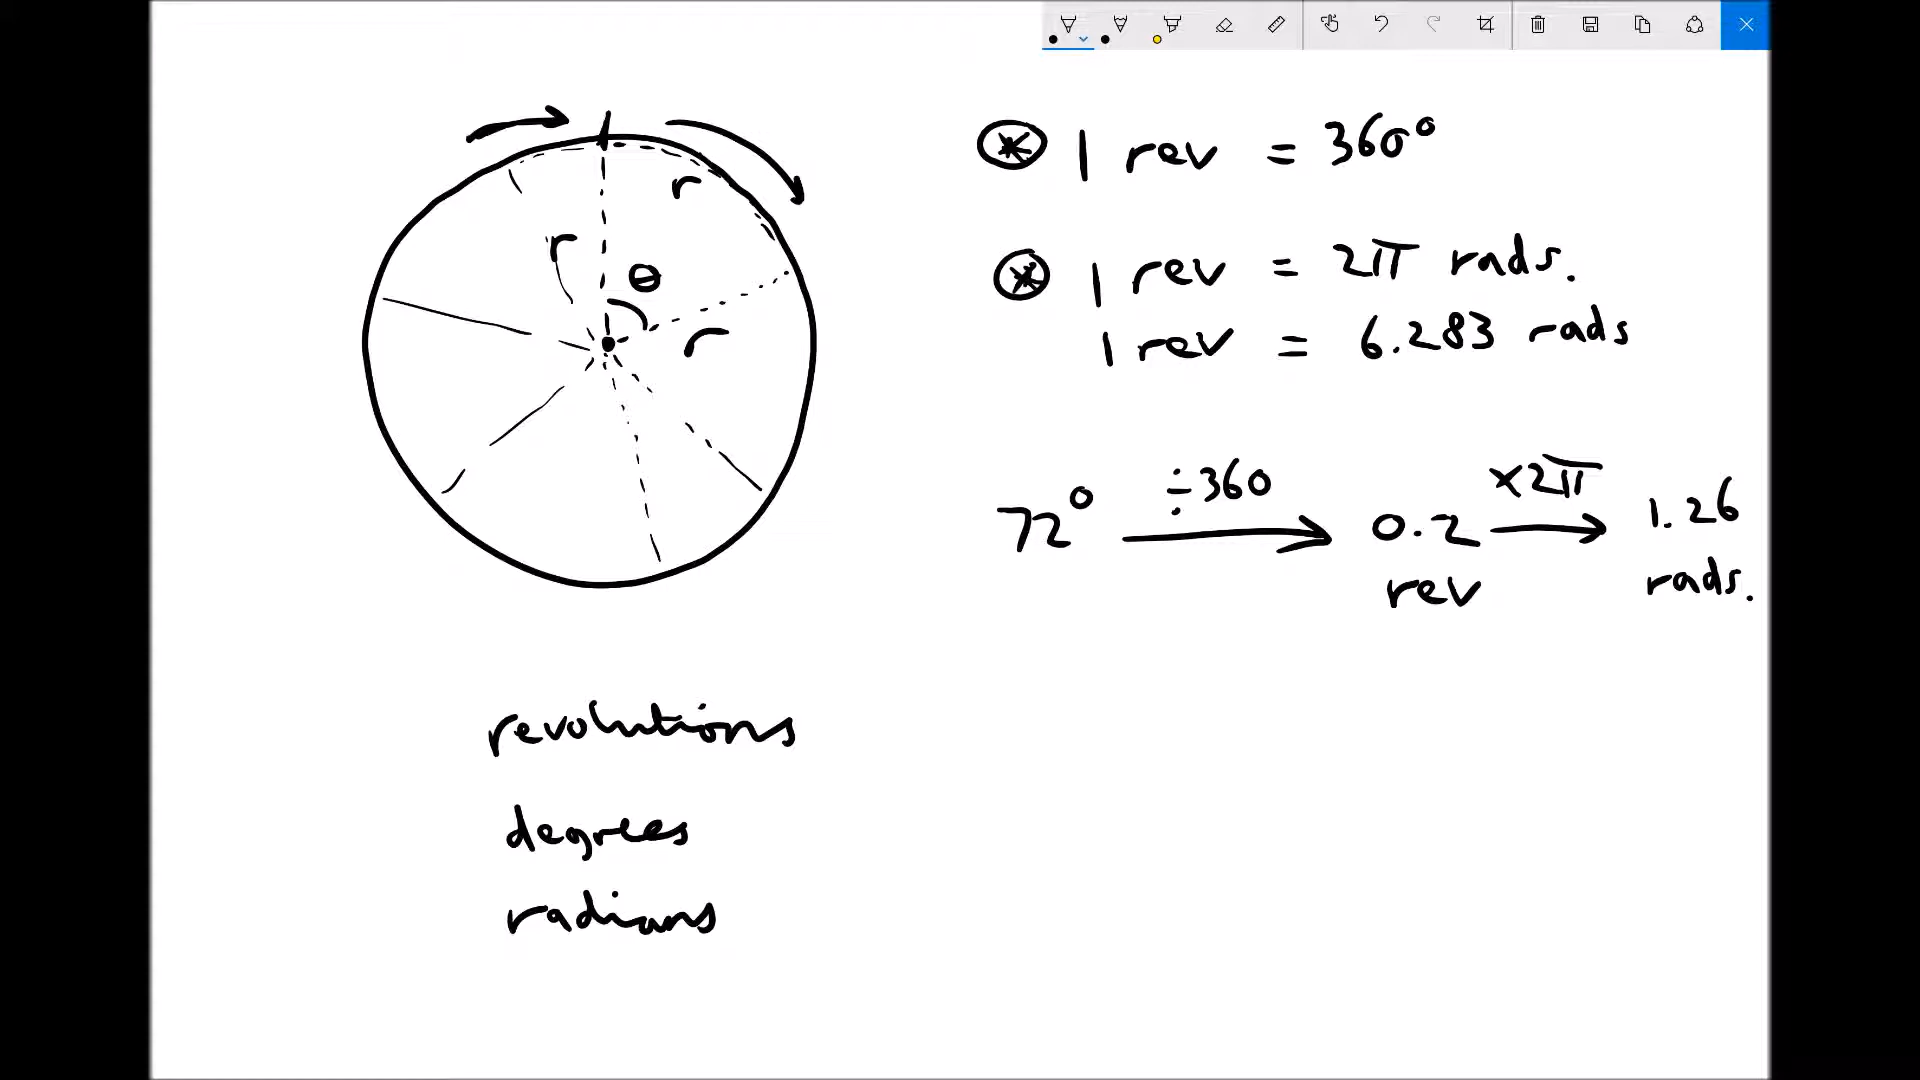 r
r
θ
r
revolutions
degrees
radians
⊛ 1 rev = 360°
⊛ 1 rev = 2π rads.
1 rev = 6.283 rads
72° ÷360 → 0.2 rev ×2π → 1.26 rads.